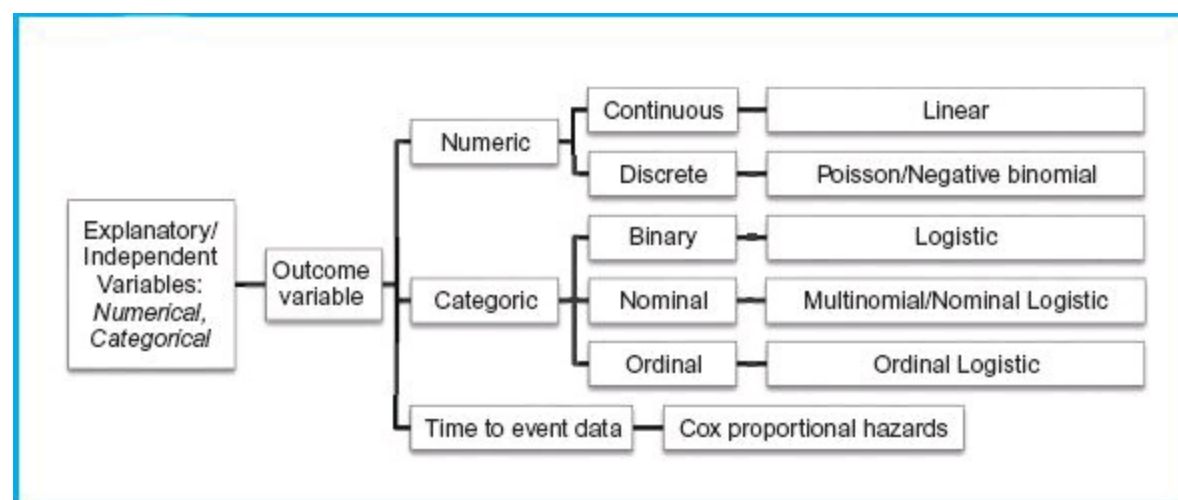 Explanatory/
Independent
Variables:
Numerical,
Categorical
Outcome
variable
Numeric
Continuous
Linear
Discrete
Poisson/Negative binomial
Categoric
Binary
Logistic
Nominal
Multinomial/Nominal Logistic
Ordinal
Ordinal Logistic
Time to event data
Cox proportional hazards